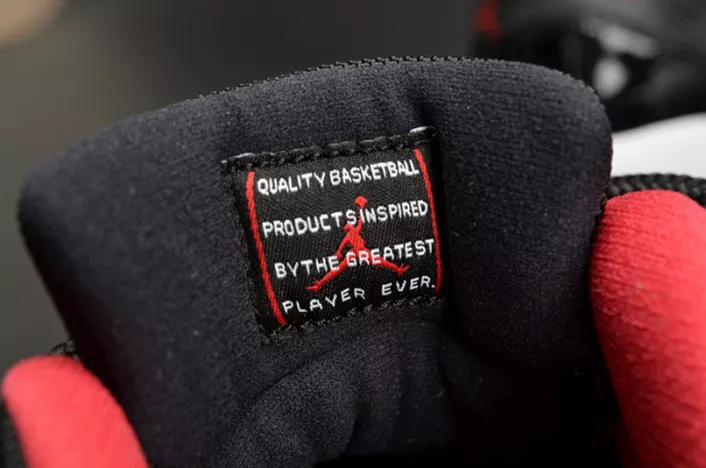 QUALITY BASKETBALL
PRODUCTS INSPIRED
BY THE GREATEST
PLAYER EVER.